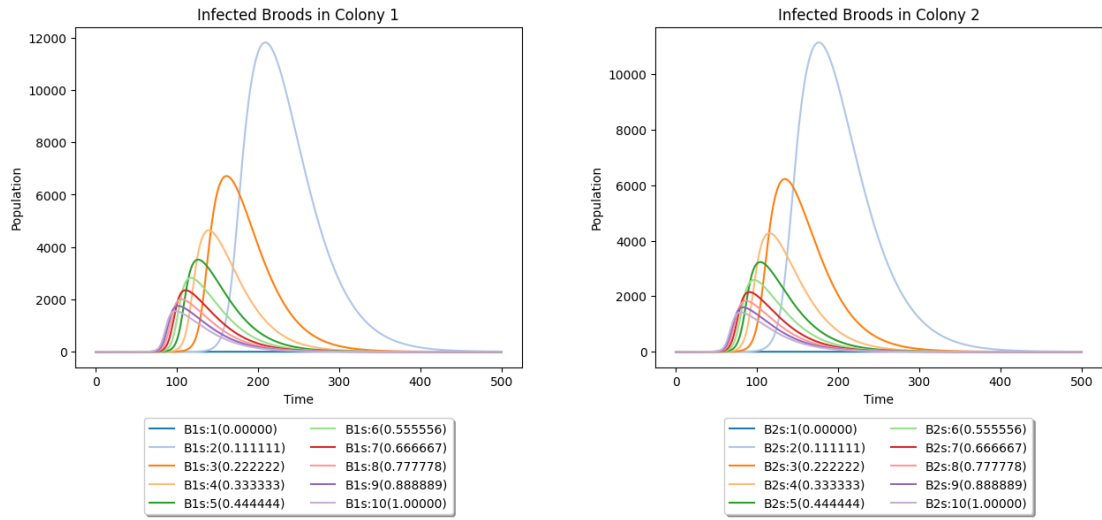 Infected Broods in Colony 1
12000
10000
8000
6000
4000
2000
0
Population
0 100 200 300 400 500
Time
B1s:1(0.00000) B1s:6(0.555556)
B1s:2(0.111111) B1s:7(0.666667)
B1s:3(0.222222) B1s:8(0.777778)
B1s:4(0.333333) B1s:9(0.888889)
B1s:5(0.444444) B1s:10(1.00000)
Infected Broods in Colony 2
10000
8000
6000
4000
2000
0
Population
0 100 200 300 400 500
Time
B2s:1(0.00000) B2s:6(0.555556)
B2s:2(0.111111) B2s:7(0.666667)
B2s:3(0.222222) B2s:8(0.777778)
B2s:4(0.333333) B2s:9(0.888889)
B2s:5(0.444444) B2s:10(1.00000)